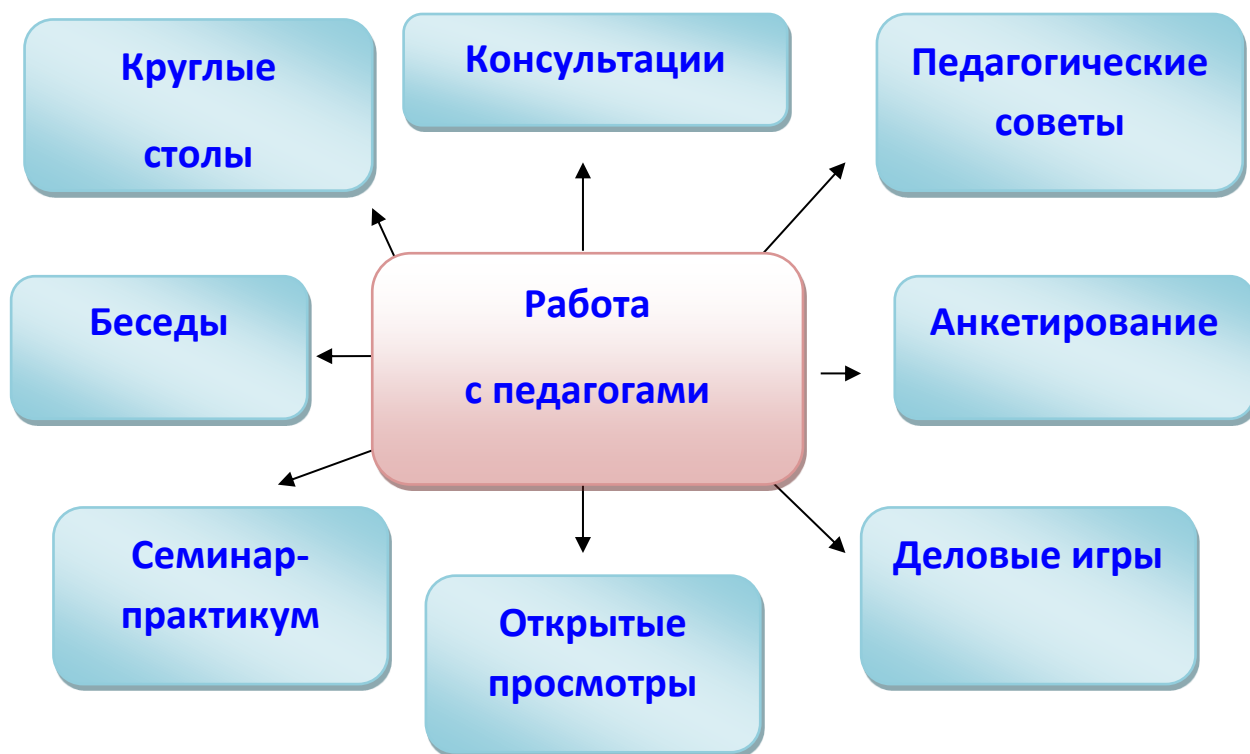 Круглые
столы
Консультации
Педагогические
советы
Беседы
Работа
с педагогами
Анкетирование
Семинар-
практикум
Открытые
просмотры
Деловые игры